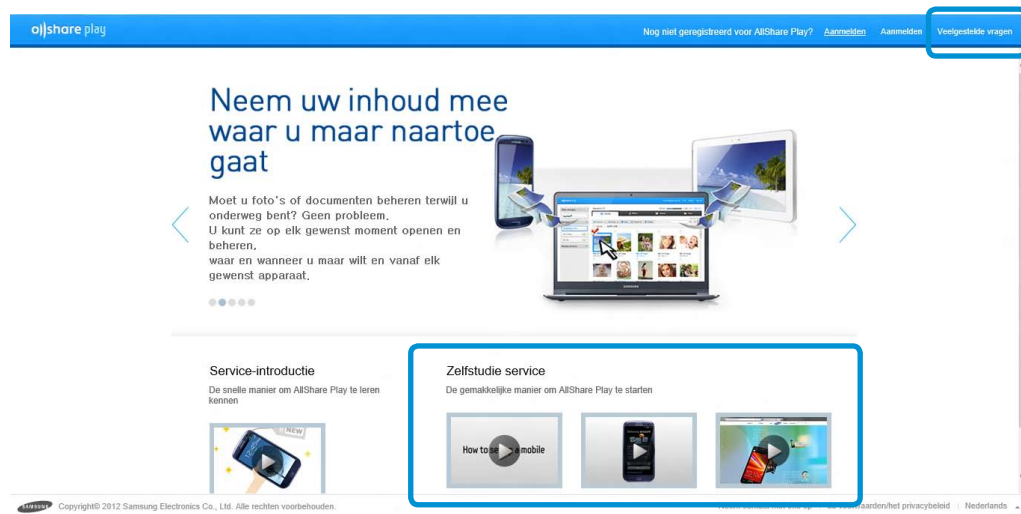 allshare play
Nog niet geregistreerd voor AllShare Play? Aanmelden Aanmelden Veelgestelde vragen
Neem uw inhoud mee
waar u maar naartoe
gaat
Moet u foto's of documenten beheren terwijl u
onderweg bent? Geen probleem.
U kunt ze op elk gewenst moment openen en
beheren,
waar en wanneer u maar wilt en vanaf elk
gewenst apparaat.
SAMSUNG
Service-introductie
De snelle manier om AllShare Play te leren
kennen
NEW
Zelfstudie service
De gemakkelijke manier om AllShare Play te starten
How to a mobile
SAMSUNG Copyright© 2012 Samsung Electronics Co., Ltd. Alle rechten voorbehouden.
het privacybeleid Nederlands